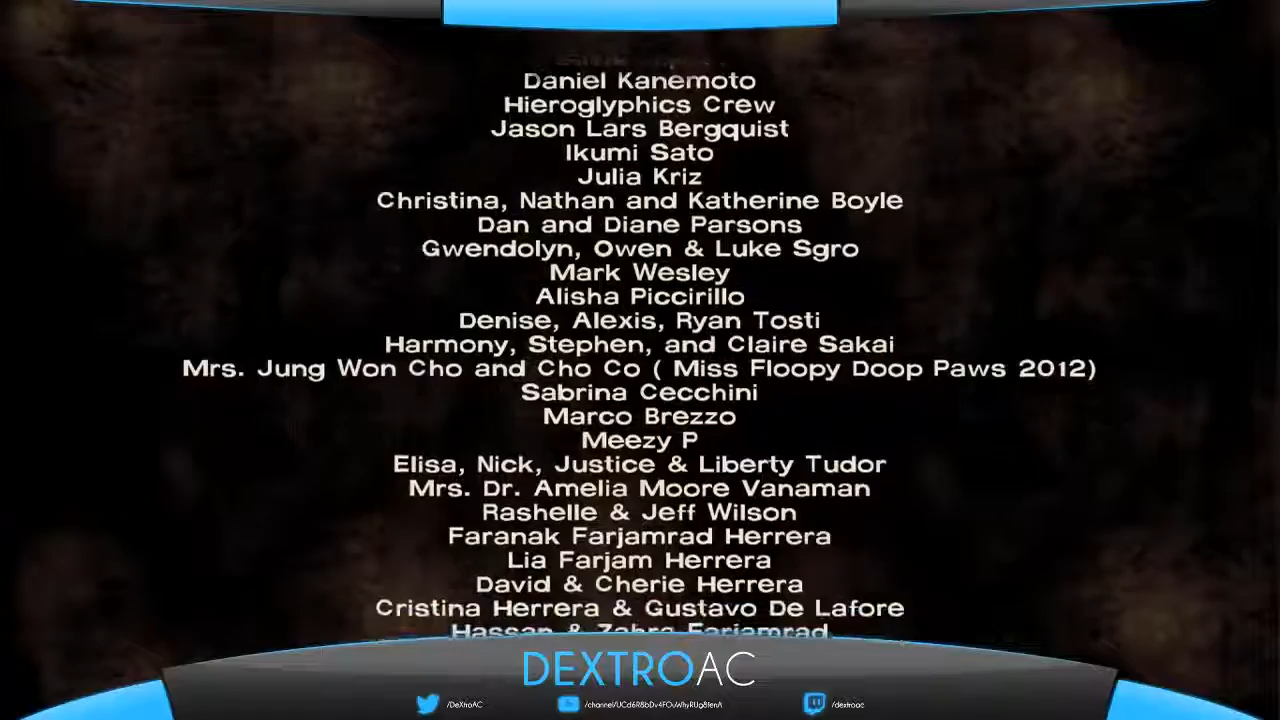 Daniel Kanemoto
Hieroglyphics Crew
Jason Lars Bergquist
Ikumi Sato
Julia Kriz
Christina, Nathan and Katherine Boyle
Dan and Diane Parsons
Gwendolyn, Owen & Luke Sgro
Mark Wesley
Alisha Piccirillo
Denise, Alexis, Ryan Tosti
Harmony, Stephen, and Claire Sakai
Mrs. Jung Won Cho and Cho Co ( Miss Floopy Doop Paws 2012)
Sabrina Cecchini
Marco Brezzo
Meezy P
Elisa, Nick, Justice & Liberty Tudor
Mrs. Dr. Amelia Moore Vanaman
Rashelle & Jeff Wilson
Faranak Farjamrad Herrera
Lia Farjam Herrera
David & Cherie Herrera
Cristina Herrera & Gustavo De Lafore
Hassan & Zahra Farjamrad
DEXTROAC
/DeXtroAC
/dextroac